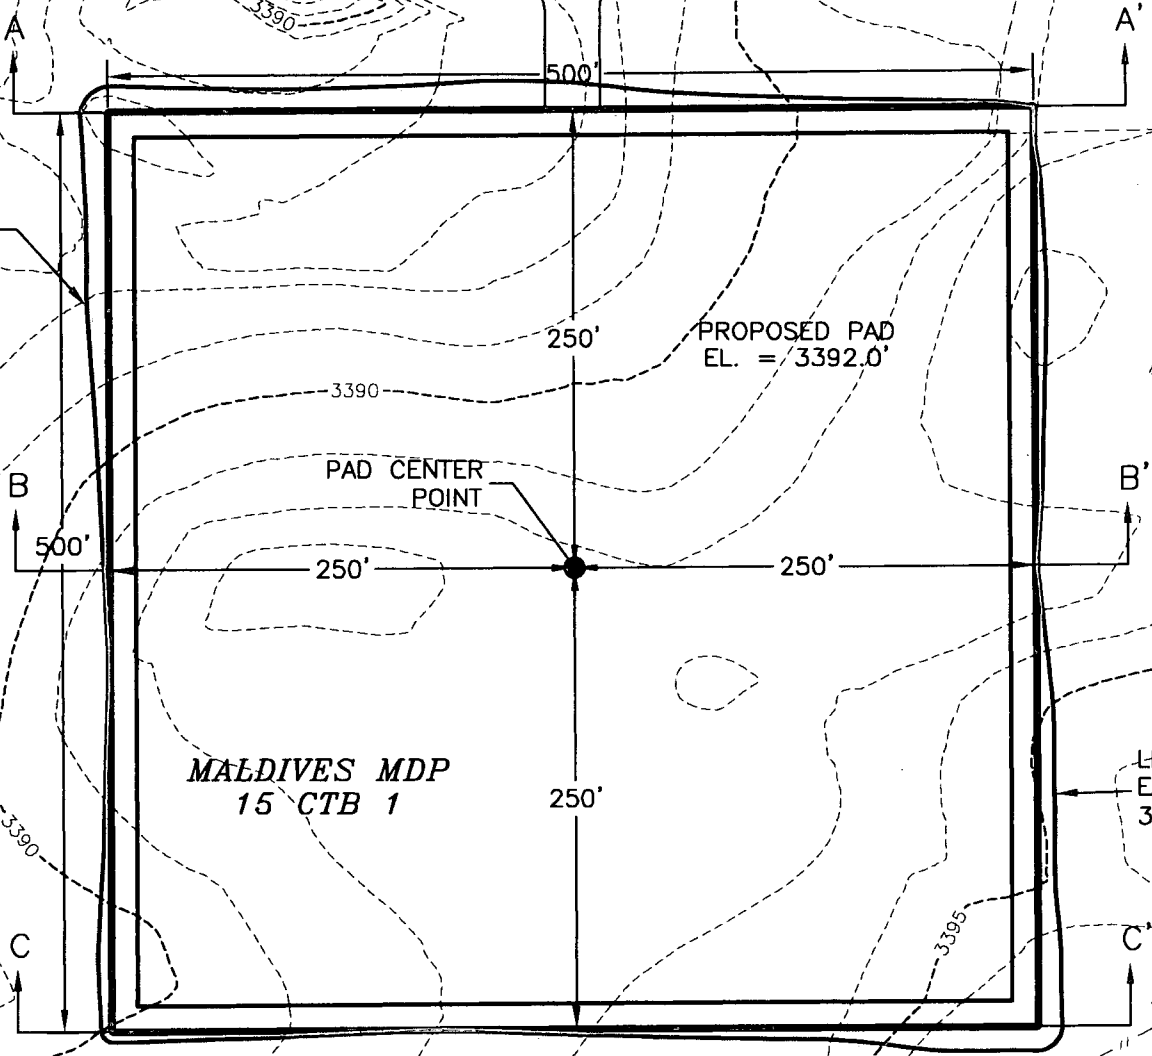 3390
A
A'
500'
250'
PROPOSED PAD
EL. = 3392.0'
3390
PAD CENTER
POINT
B
B'
500'
250'
250'
MALDIVES MDP
15 CTB 1
250'
3390
3395
C
C'